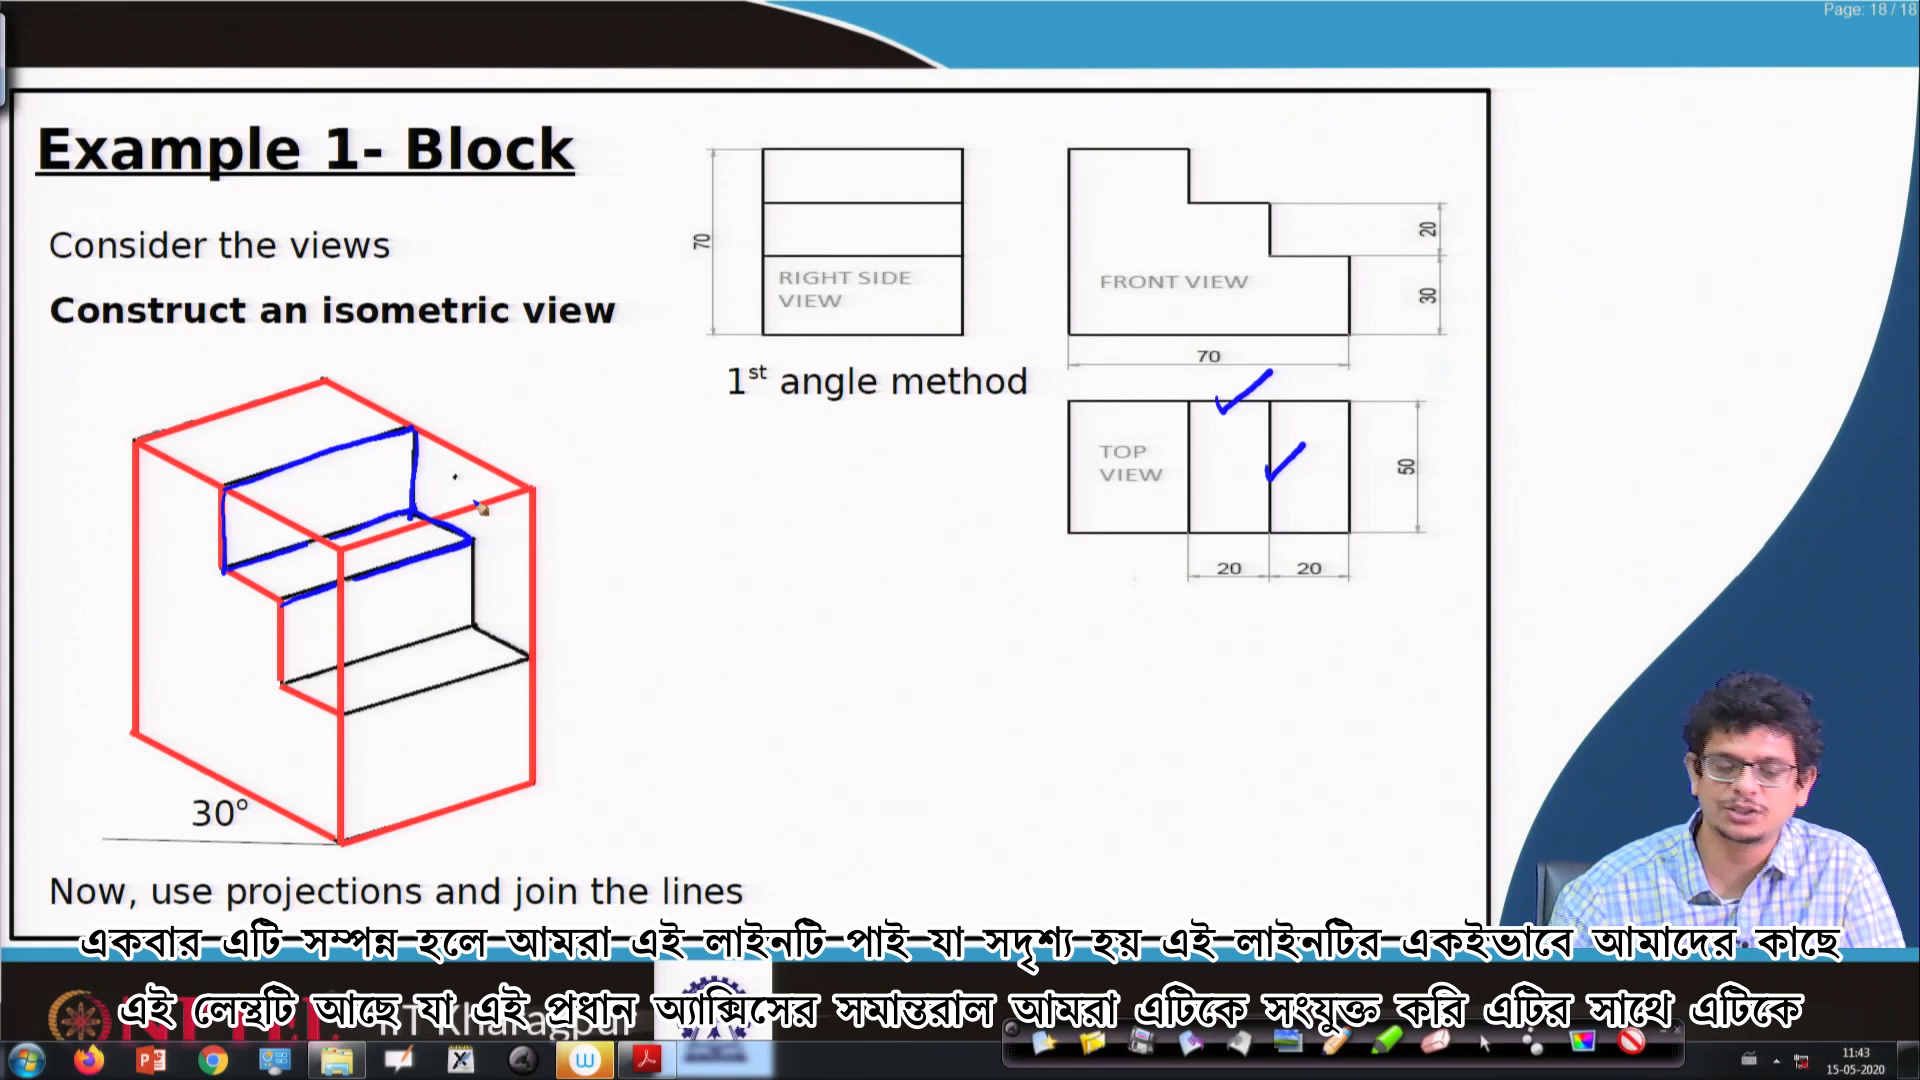 Page: 18 / 18
Example 1- Block
Consider the views
Construct an isometric view
70
RIGHT SIDE
VIEW
FRONT VIEW
20
30
70
1st angle method
TOP
VIEW
50
20
20
30°
Now, use projections and join the lines
একবার এটি সম্পন্ন হলে আমরা এই লাইনটি পাই যা সদৃশ্য হয় এই লাইনটির একইভাবে আমাদের কাছে
এই লেন্থটি আছে যা এই প্রধান অ্যাক্সিসের সমান্তরাল আমরা এটিকে সংযুক্ত করি এটির সাথে এটিকে
11:43
15-05-2020